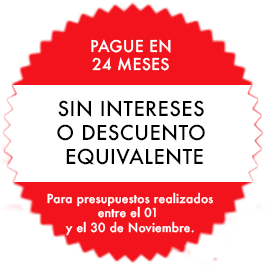 PAGUE EN
24 MESES
SIN INTERESES
O DESCUENTO
EQUIVALENTE
Para presupuestos realizados
entre el 01
y el 30 de Noviembre.